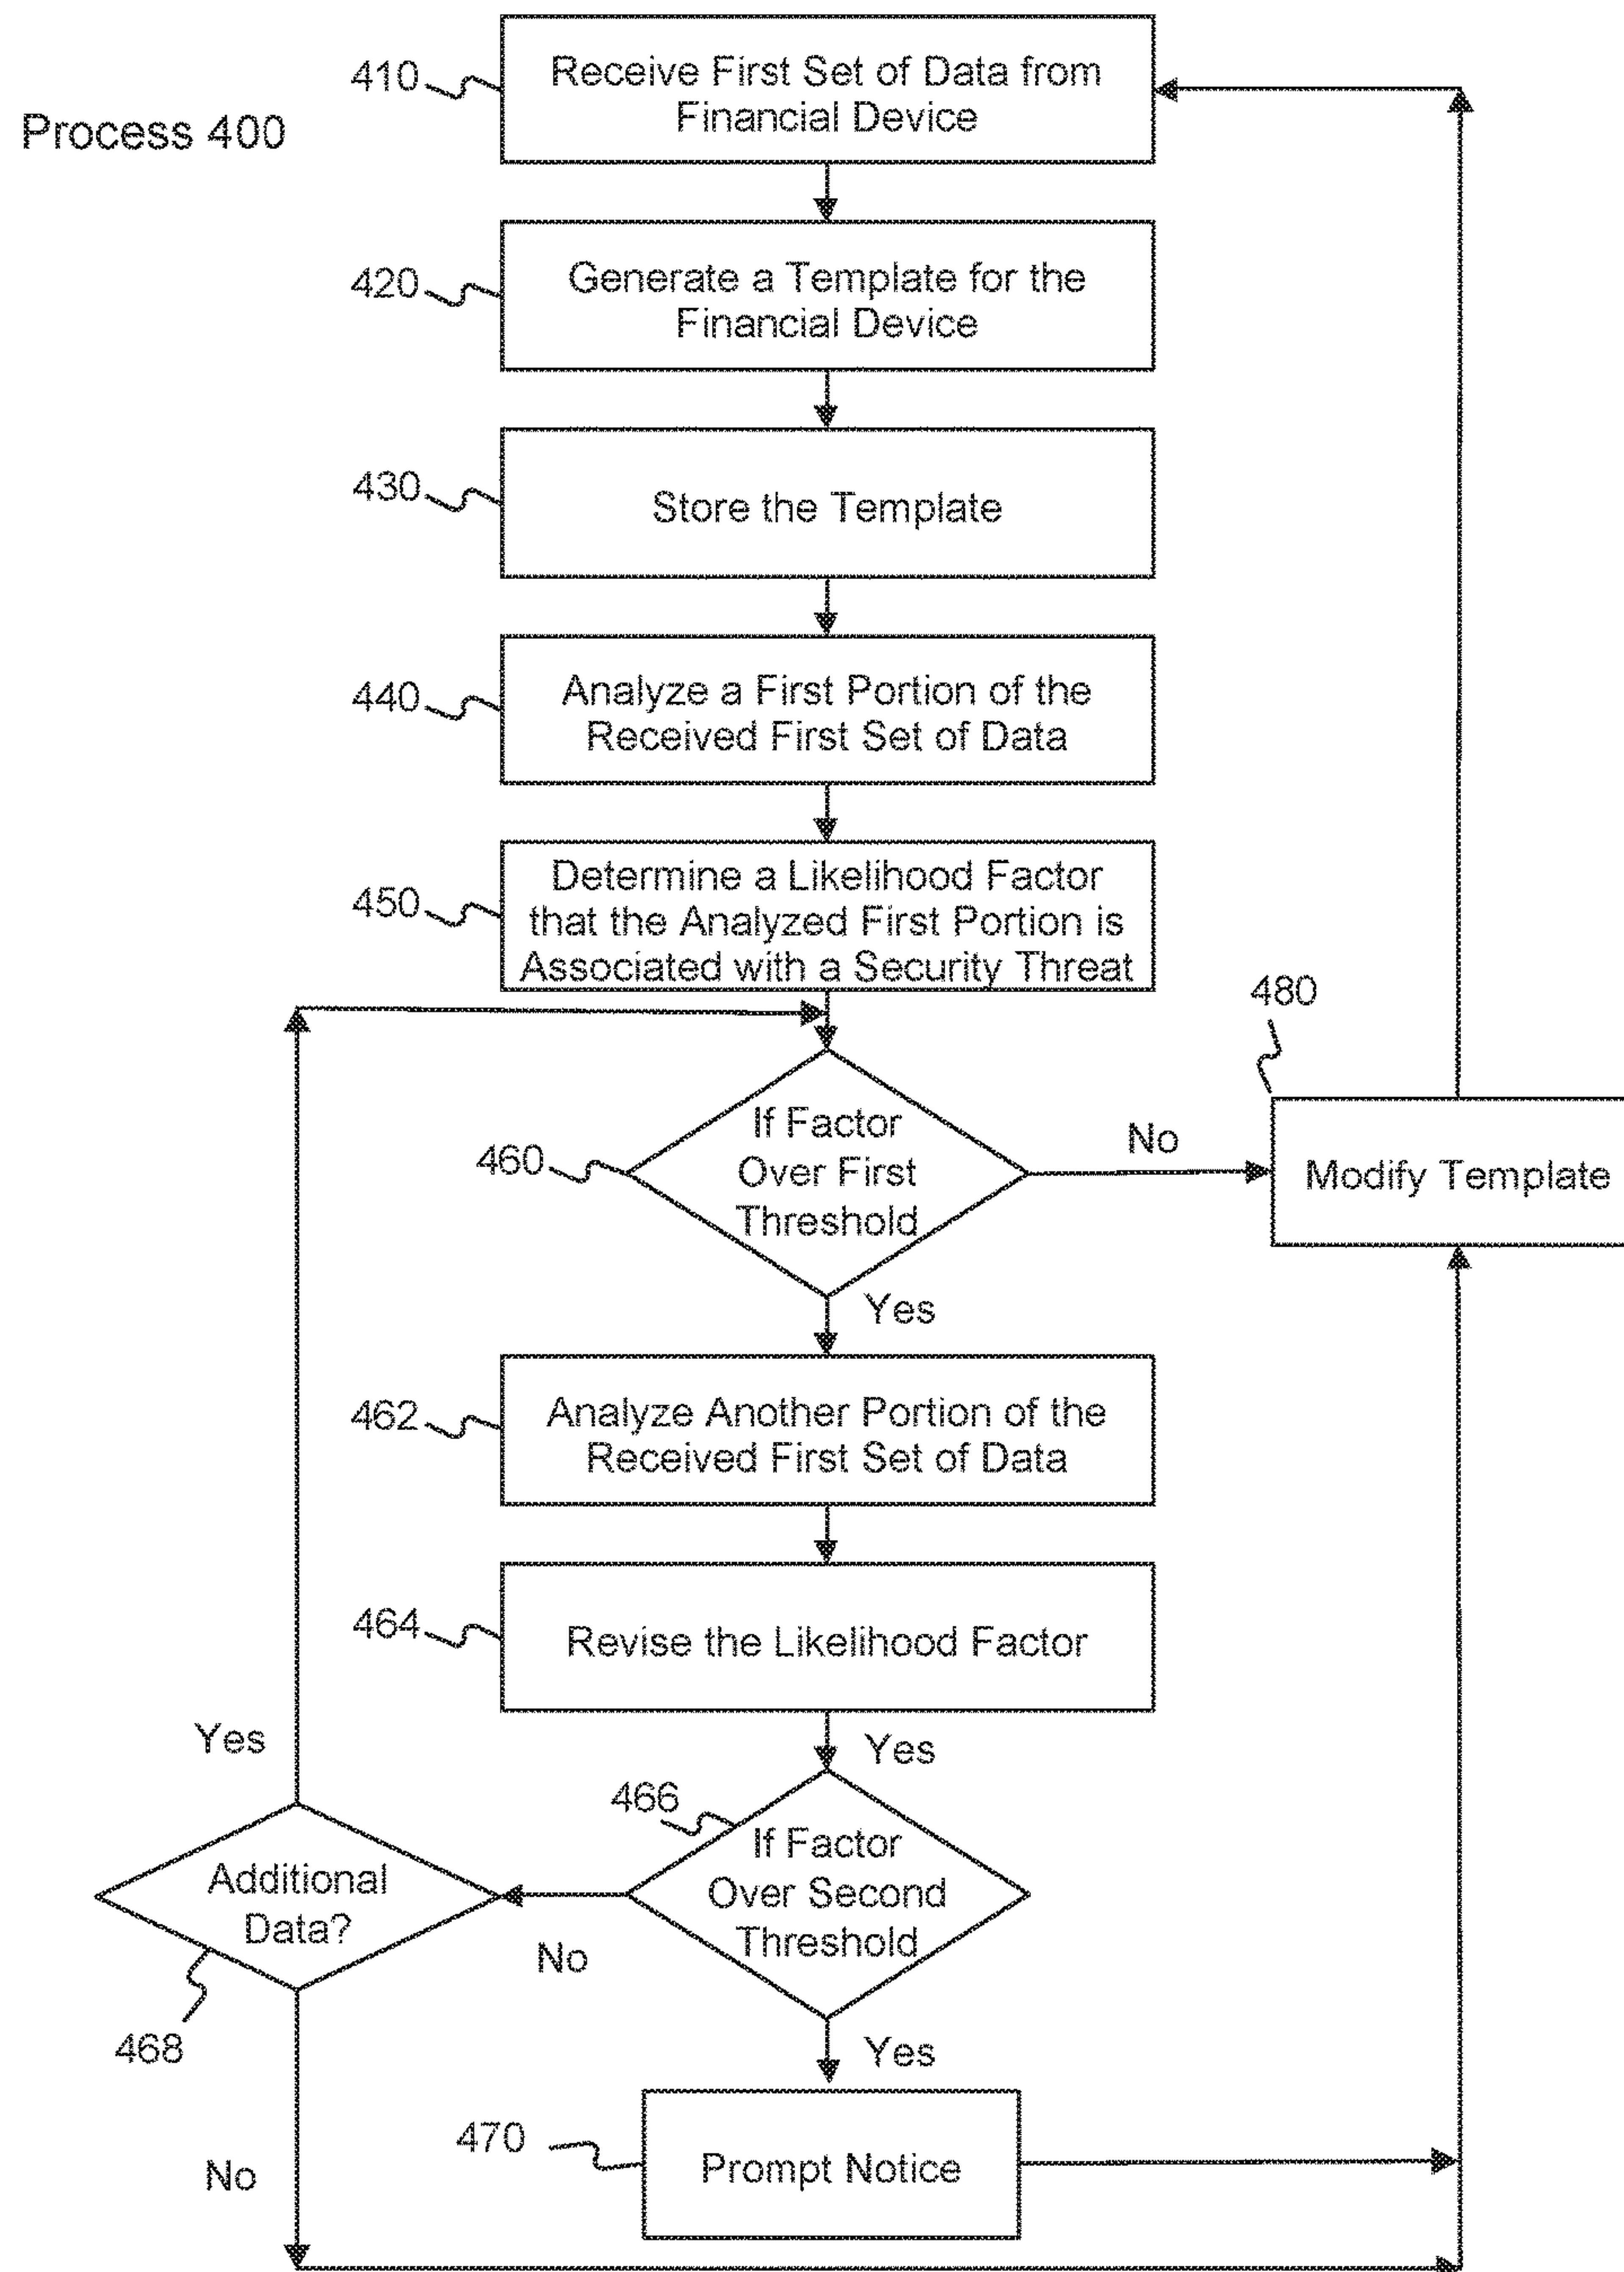 Process 400
410
Receive First Set of Data from
Financial Device
420
Generate a Template for the
Financial Device
430
Store the Template
440
Analyze a First Portion of the
Received First Set of Data
450
Determine a Likelihood Factor
that the Analyzed First Portion is
Associated with a Security Threat
480
Modify Template
460
If Factor
Over First
Threshold
No
Yes
462
Analyze Another Portion of the
Received First Set of Data
464
Revise the Likelihood Factor
Yes
Yes
466
If Factor
Over Second
Threshold
Additional
Data?
No
468
Yes
470
Prompt Notice
No